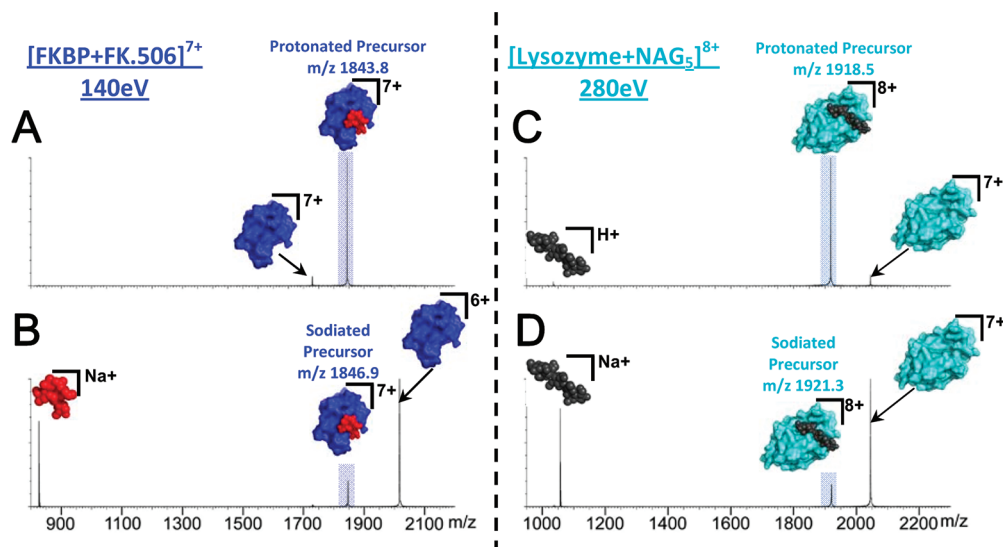 [FKBP+FK.506]7+
140eV
A
Protonated Precursor
m/z 1843.8
7+
7+
B
Na+
Sodiated
Precursor
m/z 1846.9
7+
6+
900 1100 1300 1500 1700 1900 2100 m/z
[Lysozyme+NAG5]8+
280eV
C
Protonated Precursor
m/z 1918.5
8+
H+
7+
D
Na+
Sodiated
Precursor
m/z 1921.3
8+
7+
1000 1200 1400 1600 1800 2000 2200 m/z